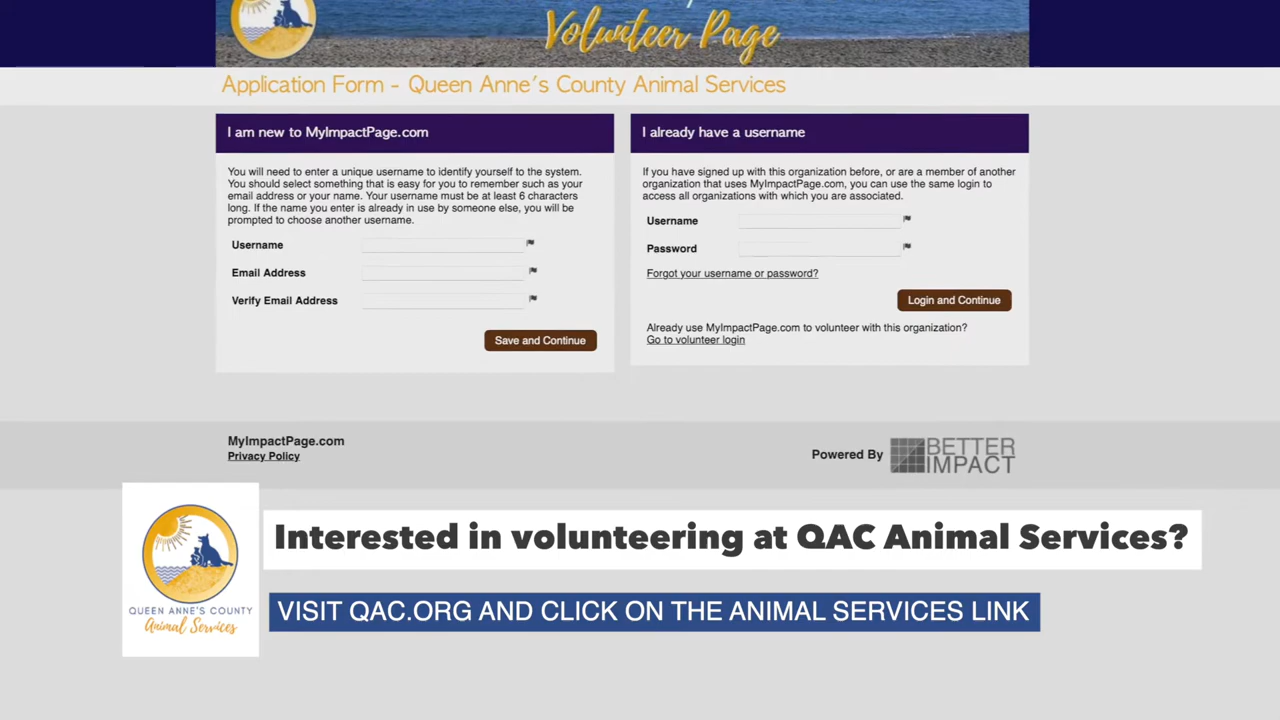 Volunteer Page
Application Form - Queen Anne's County Animal Services
I am new to MyImpactPage.com
You will need to enter a unique username to identify yourself to the system.
You should select something that is easy for you to remember such as your
email address or your name. Your username must be at least 6 characters
long. If the name you enter is already in use by someone else, you will be
prompted to choose another username.
Username
Email Address
Verify Email Address
Save and Continue
I already have a username
If you have signed up with this organization before, or are a member of another
organization that uses MyImpactPage.com, you can use the same login to
access all organizations with which you are associated.
Username
Password
Forgot your username or password?
Login and Continue
Already use MyImpactPage.com to volunteer with this organization?
Go to volunteer login
MyImpactPage.com
Privacy Policy
Powered By
BETTER
IMPACT
QUEEN ANNE'S COUNTY
Animal Services
Interested in volunteering at QAC Animal Services?
VISIT QAC.ORG AND CLICK ON THE ANIMAL SERVICES LINK